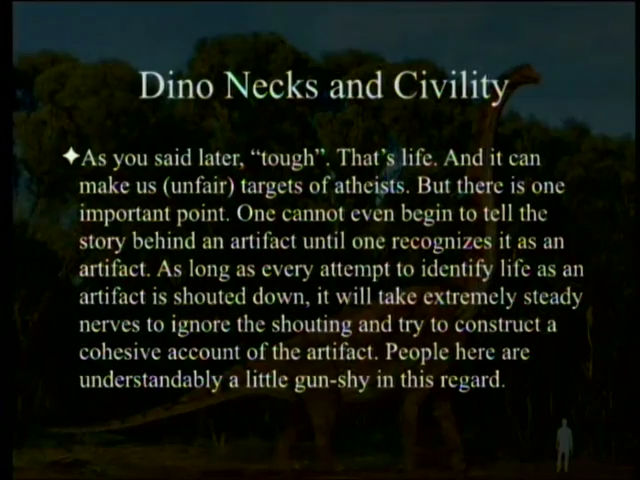 Dino Necks and Civility
✦As you said later, “tough”. That’s life. And it can
make us (unfair) targets of atheists. But there is one
important point. One cannot even begin to tell the
story behind an artifact until one recognizes it as an
artifact. As long as every attempt to identify life as an
artifact is shouted down, it will take extremely steady
nerves to ignore the shouting and try to construct a
cohesive account of the artifact. People here are
understandably a little gun-shy in this regard.